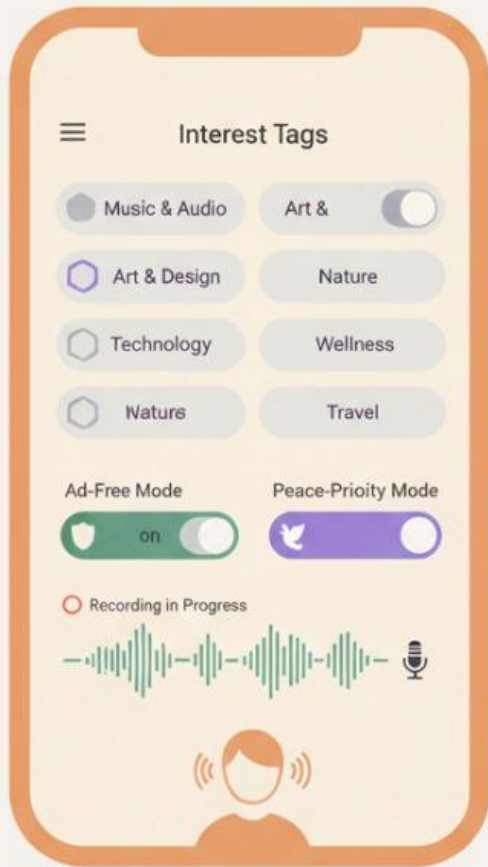 Interest Tags
Music & Audio
Art &
Art & Design
Nature
Technology
Wellness
Nature
Travel
Ad-Free Mode
Peace-Prioity Mode
on
Recording in Progress